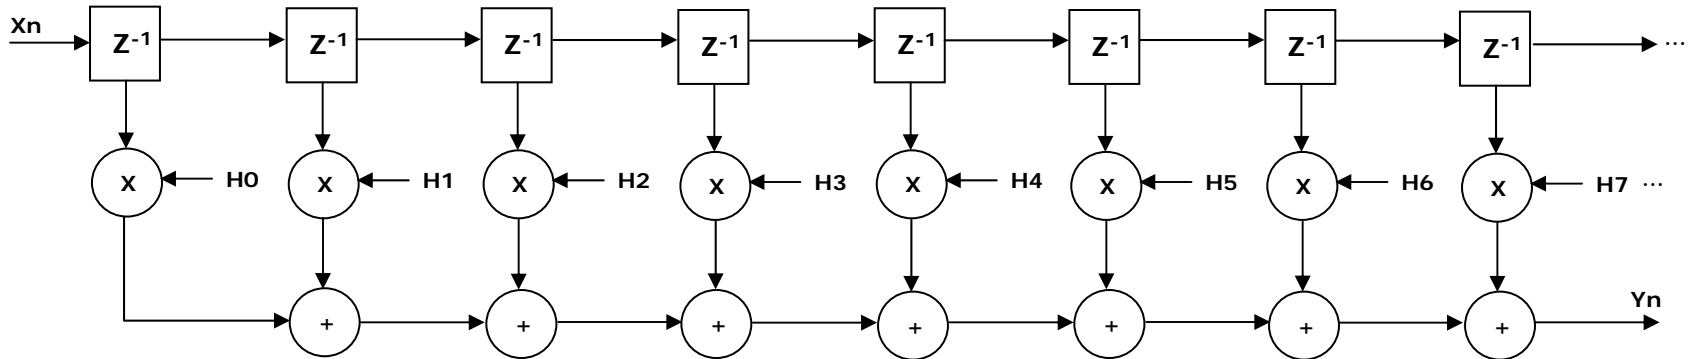 Xn
Z-1 Z-1 Z-1 Z-1 Z-1 Z-1 Z-1 Z-1 ...
X H0 X H1 X H2 X H3 X H4 X H5 X H6 X H7 ...
Yn
+ + + + + + +